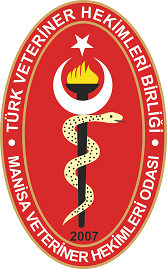 TÜRK VETERİNER HEKİMLERİ BİRLİĞİ
2007
MANİSA VETERİNER HEKİMLERİ ODASI